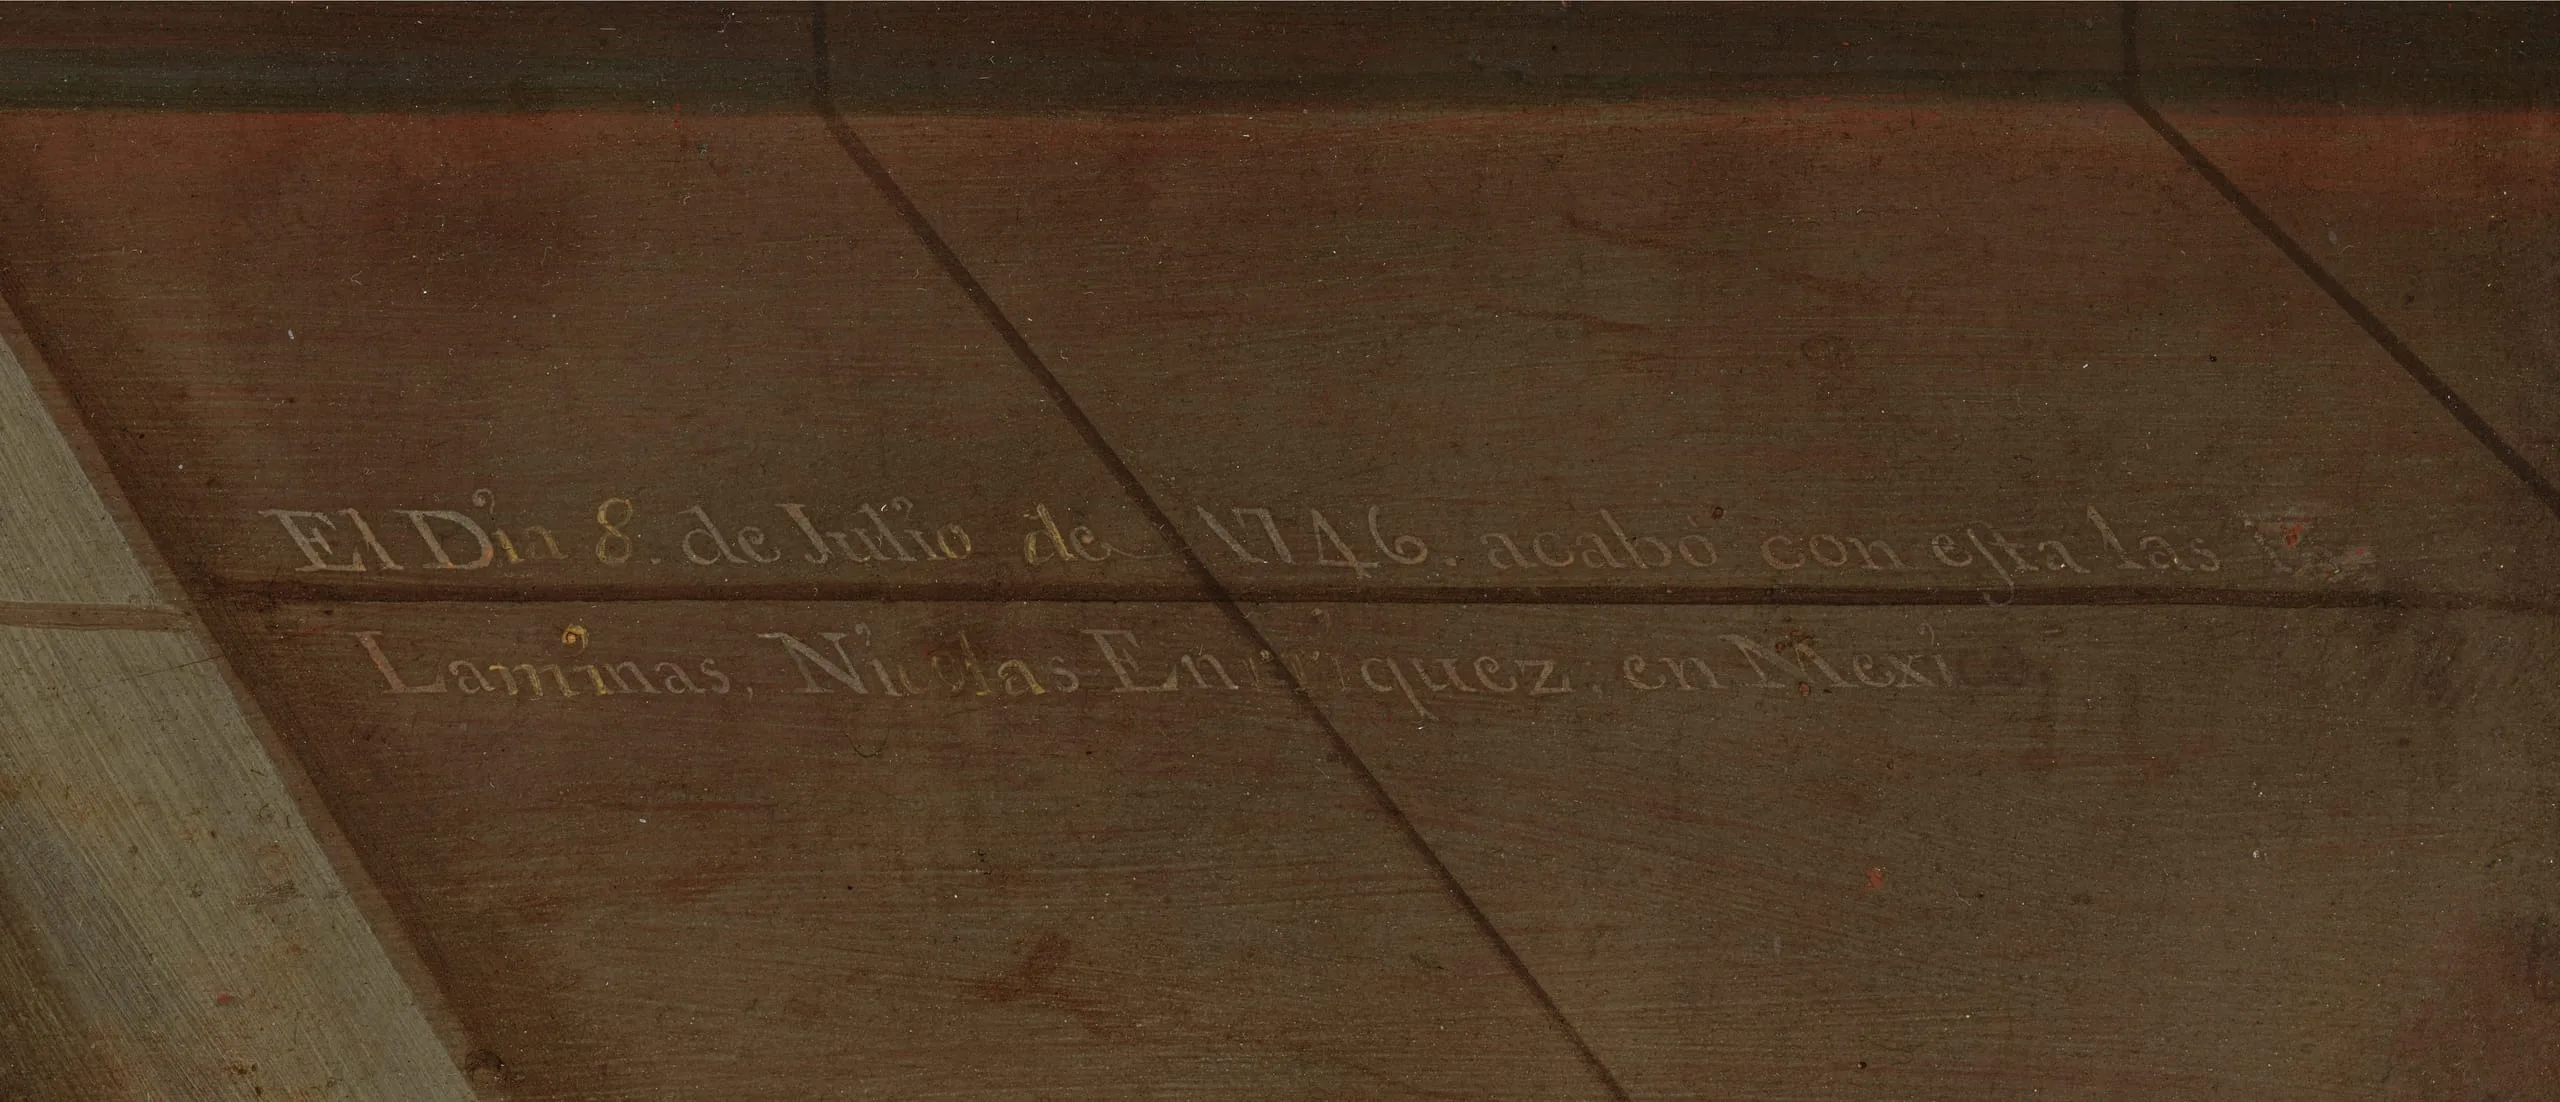 El Dia 8. de Julio de 1746. acabó con eſta las
Laminas, Nicolas Enrriquez, en Mexi